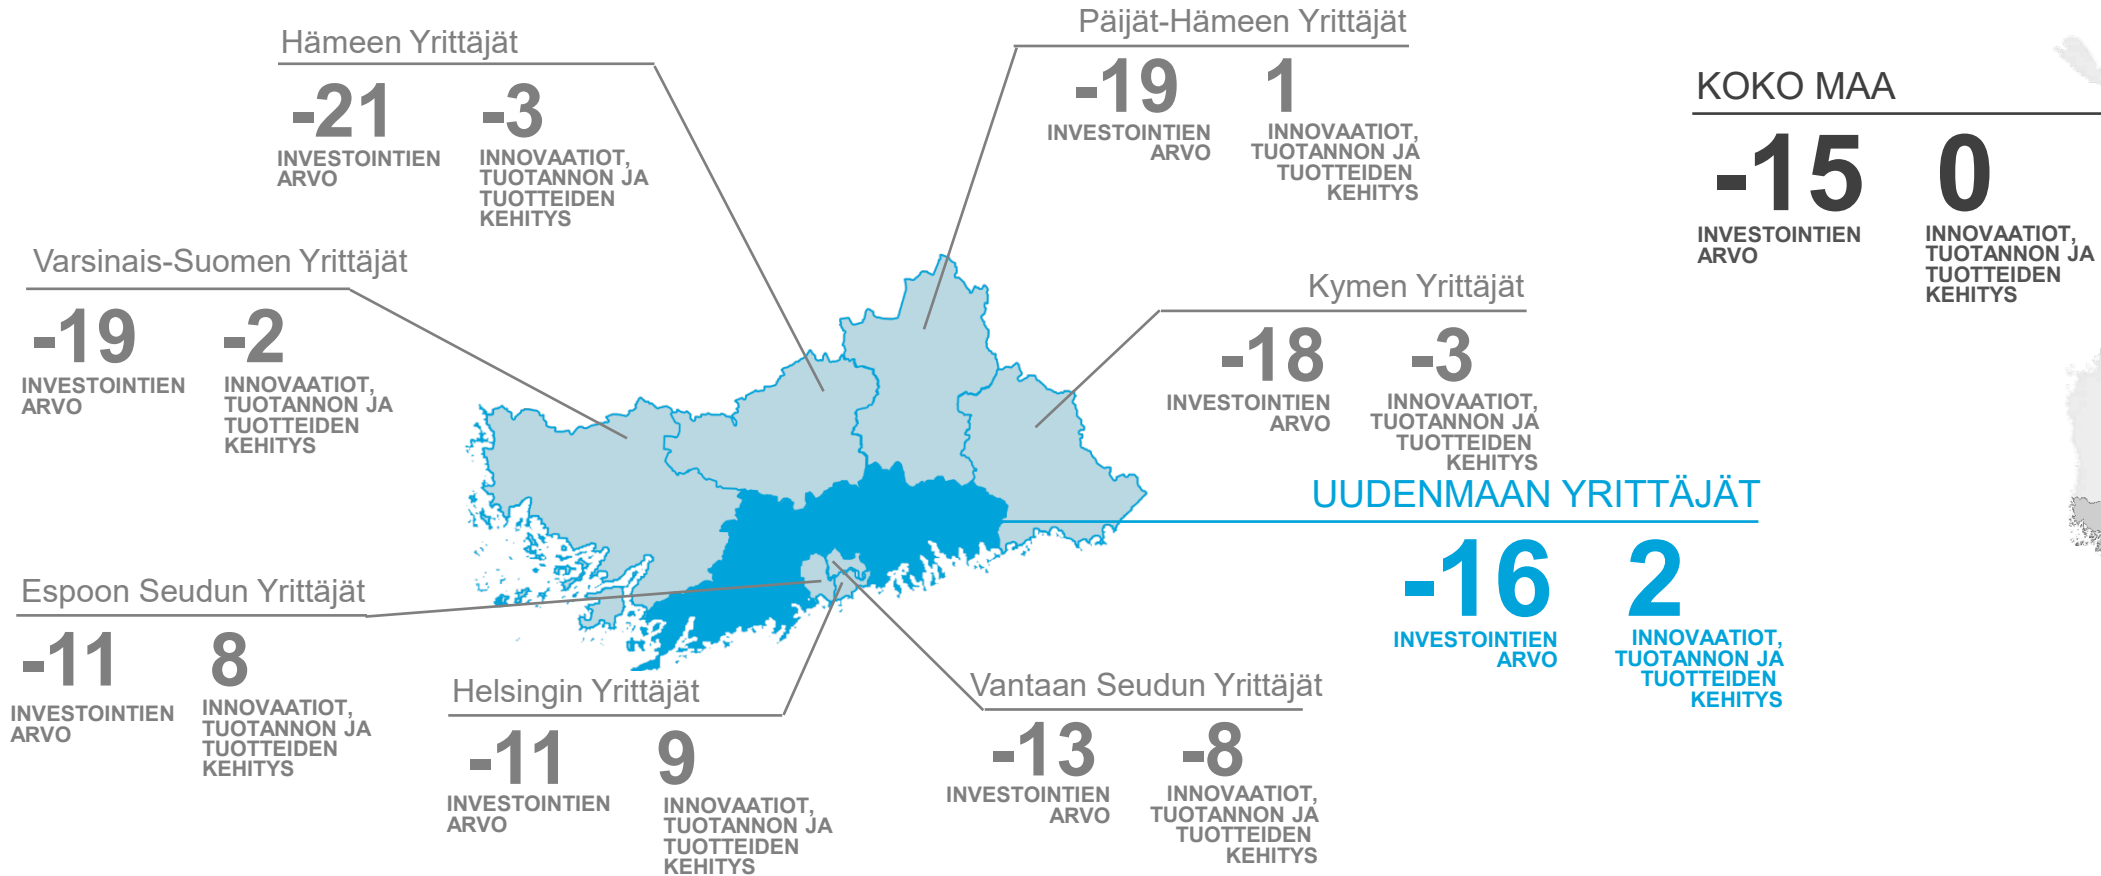 Hämeen Yrittäjät
-21 -3
INVESTOINTIEN
ARVO
INNOVAATIOT,
TUOTANNON JA
TUOTTEIDEN
KEHITYS
Päijät-Hämeen Yrittäjät
-19 1
INVESTOINTIEN
ARVO
INNOVAATIOT,
TUOTANNON JA
TUOTTEIDEN
KEHITYS
KOKO MAA
-15 0
INVESTOINTIEN
ARVO
INNOVAATIOT,
TUOTANNON JA
TUOTTEIDEN
KEHITYS
Varsinais-Suomen Yrittäjät
-19 -2
INVESTOINTIEN
ARVO
INNOVAATIOT,
TUOTANNON JA
TUOTTEIDEN
KEHITYS
Kymen Yrittäjät
-18 -3
INVESTOINTIEN
ARVO
INNOVAATIOT,
TUOTANNON JA
TUOTTEIDEN
KEHITYS
UUDENMAAN YRITTÄJÄT
-16 2
INVESTOINTIEN
ARVO
INNOVAATIOT,
TUOTANNON JA
TUOTTEIDEN
KEHITYS
Espoon Seudun Yrittäjät
-11 8
INVESTOINTIEN
ARVO
INNOVAATIOT,
TUOTANNON JA
TUOTTEIDEN
KEHITYS
Helsingin Yrittäjät
-11 9
INVESTOINTIEN
ARVO
INNOVAATIOT,
TUOTANNON JA
TUOTTEIDEN
KEHITYS
Vantaan Seudun Yrittäjät
-13 -8
INVESTOINTIEN
ARVO
INNOVAATIOT,
TUOTANNON JA
TUOTTEIDEN
KEHITYS